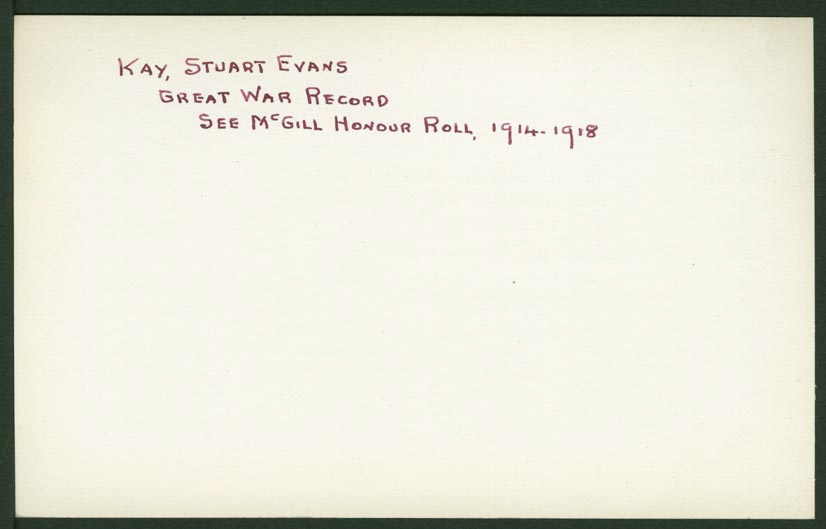 Kay, Stuart Evans
Great War Record
See McGill Honour Roll, 1914-1918